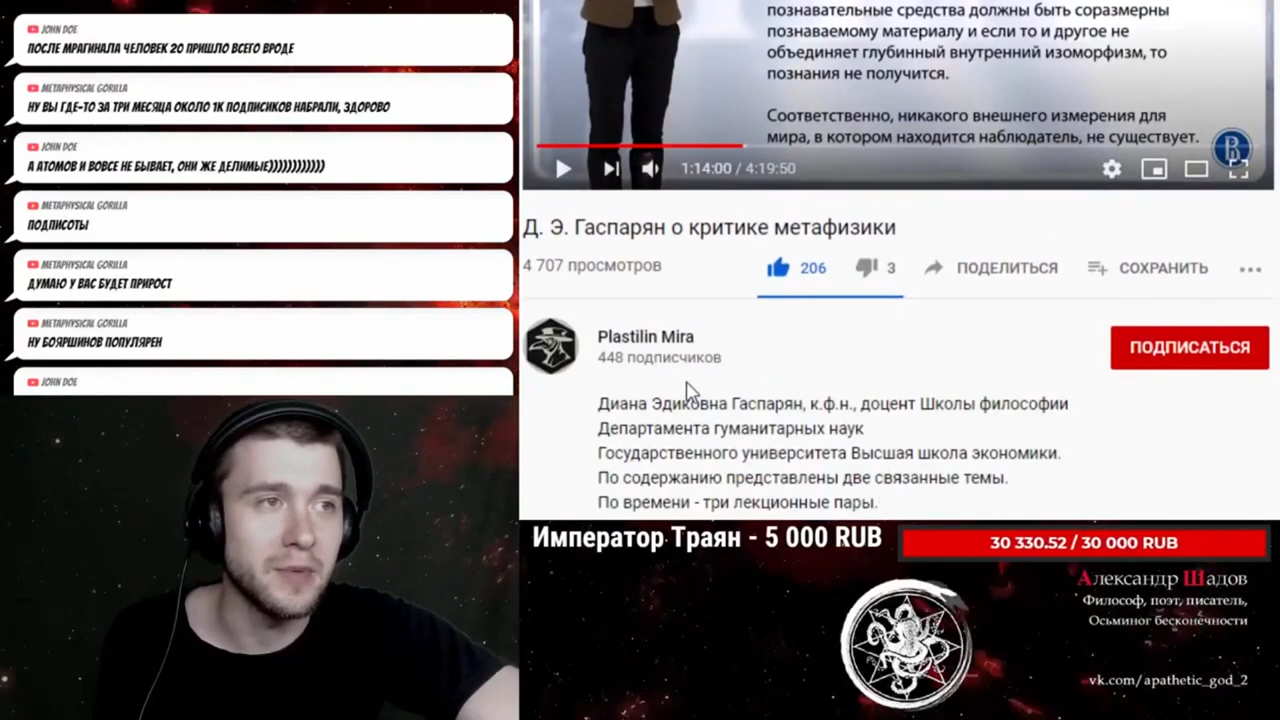 JOHN DOE
ПОСЛЕ МРАГИНАЛА ЧЕЛОВЕК 20 ПРИШЛО ВСЕГО ВРОДЕ
METAPHYSICAL GORILLA
НУ ВЫ ГДЕ-ТО ЗА ТРИ МЕСЯЦА ОКОЛО 1К ПОДПИСИКОВ НАБРАЛИ, ЗДОРОВО
JOHN DOE
А АТОМОВ И ВОВСЕ НЕ БЫВАЕТ, ОНИ ЖЕ ДЕЛИМЫЕ))))))))))))
METAPHYSICAL GORILLA
ПОДПИСОТЫ
METAPHYSICAL GORILLA
ДУМАЮ У ВАС БУДЕТ ПРИРОСТ
METAPHYSICAL GORILLA
НУ БОЯРШИНОВ ПОПУЛЯРЕН
JOHN DOE
познавательные средства должны быть соразмерны
познаваемому материалу и если то и другое не
объединяет глубинный внутренний изоморфизм, то
познания не получится.
Соответственно, никакого внешнего измерения для
мира, в котором находится наблюдатель, не существует.
1:14:00 / 4:19:50
Д. Э. Гаспарян о критике метафизики
4 707 просмотров
206
3
ПОДЕЛИТЬСЯ
СОХРАНИТЬ
Plastilin Mira
448 подписчиков
ПОДПИСАТЬСЯ
Диана Эдиковна Гаспарян, к.ф.н., доцент Школы философии
Департамента гуманитарных наук
Государственного университета Высшая школа экономики.
По содержанию представлены две связанные темы.
По времени - три лекционные пары.
Император Траян - 5 000 RUB
30 330.52 / 30 000 RUB
Александр Шадов
Философ, поэт, писатель,
Осьминог бесконечности
vk.com/apathetic_god_2